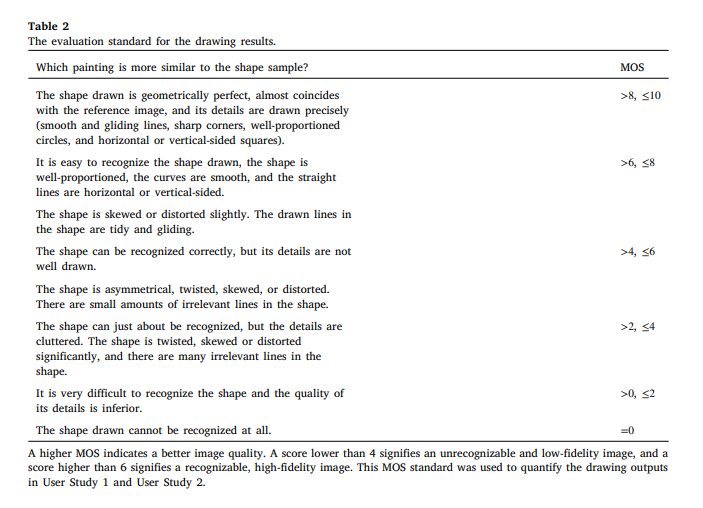 Table 2
The evaluation standard for the drawing results.
Which painting is more similar to the shape sample? MOS
The shape drawn is geometrically perfect, almost coincides >8, ≤10
with the reference image, and its details are drawn precisely
(smooth and gliding lines, sharp corners, well-proportioned
circles, and horizontal or vertical-sided squares).
It is easy to recognize the shape drawn, the shape is >6, ≤8
well-proportioned, the curves are smooth, and the straight
lines are horizontal or vertical-sided.
The shape is skewed or distorted slightly. The drawn lines in
the shape are tidy and gliding.
The shape can be recognized correctly, but its details are not >4, ≤6
well drawn.
The shape is asymmetrical, twisted, skewed, or distorted.
There are small amounts of irrelevant lines in the shape.
The shape can just about be recognized, but the details are >2, ≤4
cluttered. The shape is twisted, skewed or distorted
significantly, and there are many irrelevant lines in the
shape.
It is very difficult to recognize the shape and the quality of >0, ≤2
its details is inferior.
The shape drawn cannot be recognized at all. =0
A higher MOS indicates a better image quality. A score lower than 4 signifies an unrecognizable and low-fidelity image, and a
score higher than 6 signifies a recognizable, high-fidelity image. This MOS standard was used to quantify the drawing outputs
in User Study 1 and User Study 2.